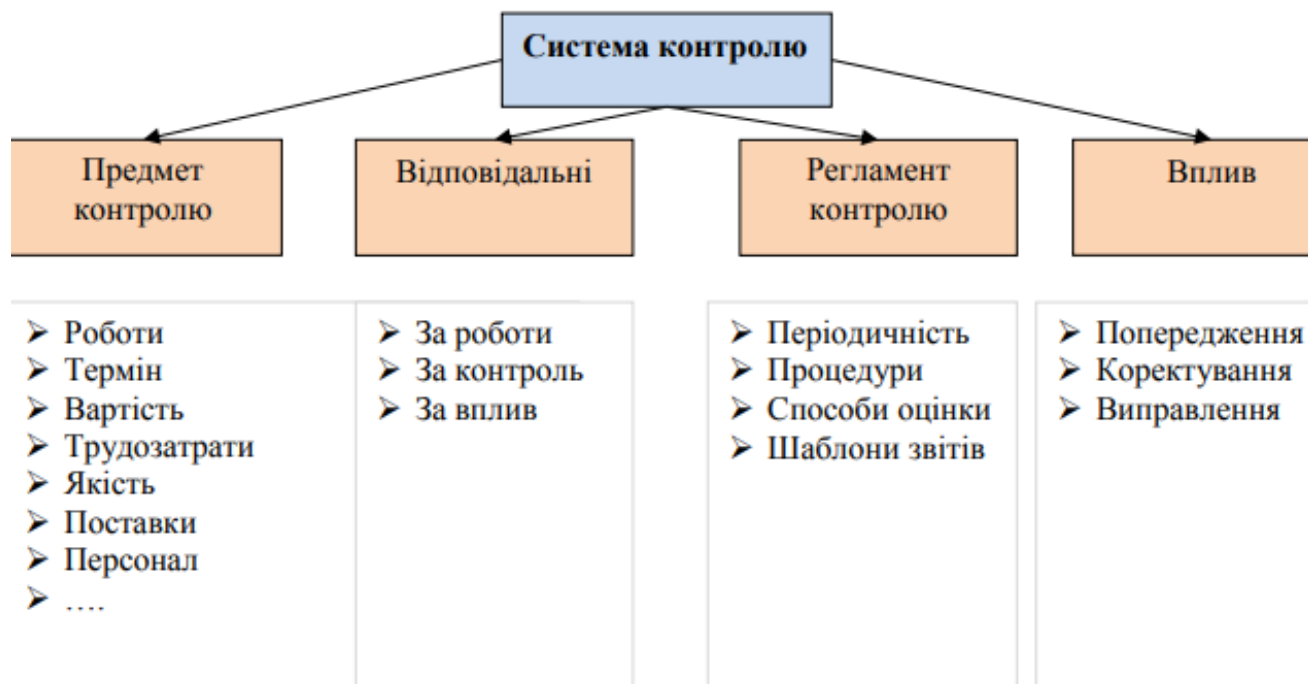 Система контролю
Предмет
контролю
Відповідальні
Регламент
контролю
Вплив
➢ Роботи
➢ Термін
➢ Вартість
➢ Трудозатрати
➢ Якість
➢ Поставки
➢ Персонал
➢ ….
➢ За роботи
➢ За контроль
➢ За вплив
➢ Періодичність
➢ Процедури
➢ Способи оцінки
➢ Шаблони звітів
➢ Попередження
➢ Коректування
➢ Виправлення